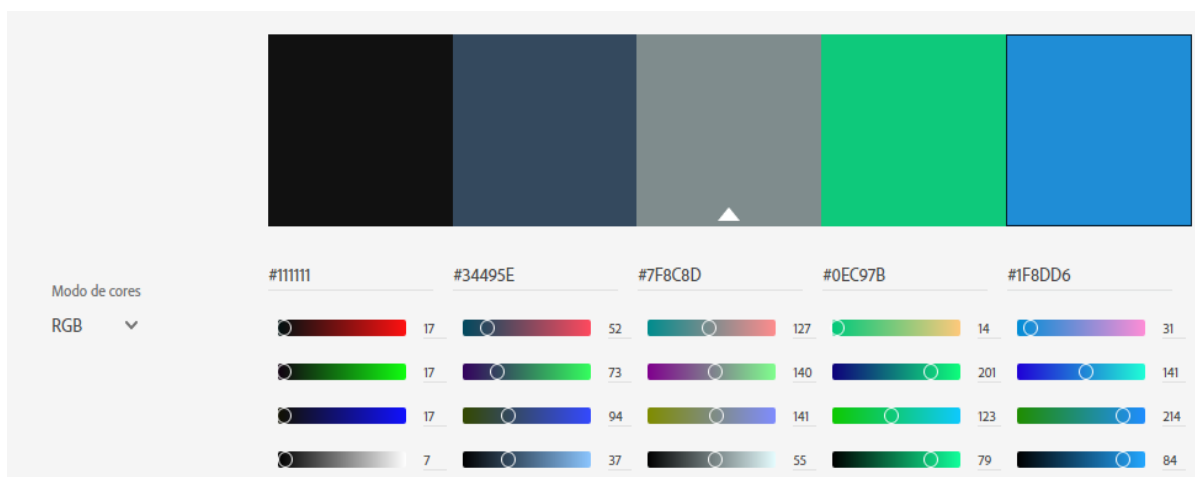 #111111 #34495E #7F8C8D #0EC97B #1F8DD6
Modo de cores
RGB
17 52 127 14 31
17 73 140 201 141
17 94 141 123 214
7 37 55 79 84